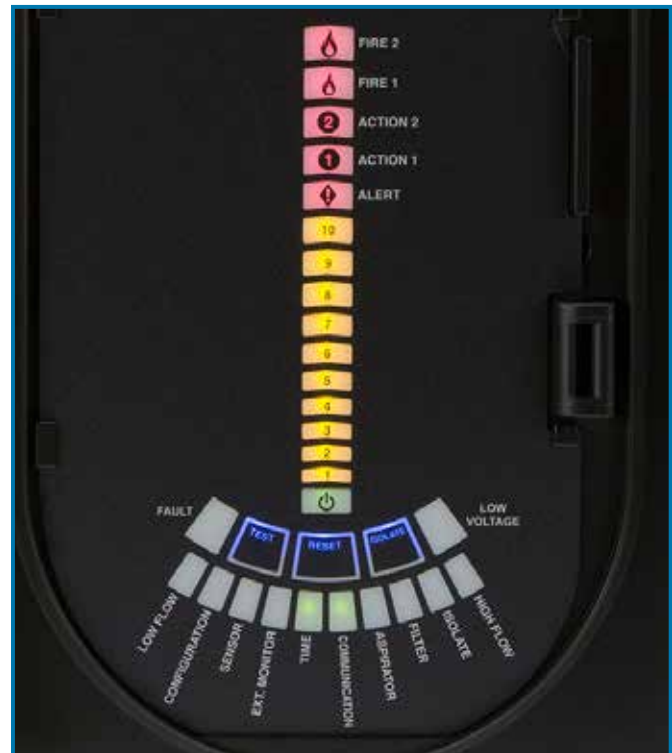 FIRE 2
FIRE 1
2 ACTION 2
1 ACTION 1
! ALERT
10
9
8
7
6
5
4
3
2
1
FAULT
TEST
RESET
ISOLATE
LOW
VOLTAGE
LOW FLOW
CONFIGURATION
SENSOR
EXT. MONITOR
TIME
COMMUNICATION
ASPIRATOR
FILTER
ISOLATE
HIGH FLOW